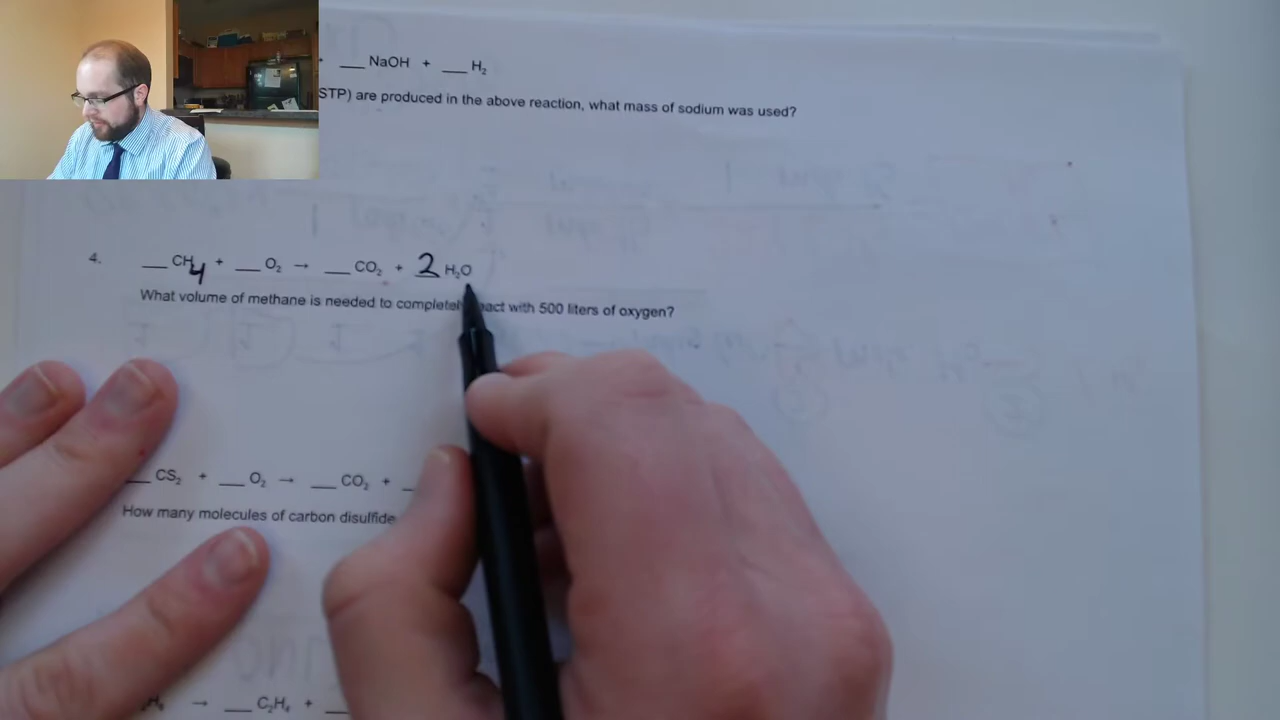 ___ NaOH + ___ H₂
STP) are produced in the above reaction, what mass of sodium was used?
4. ___ CH4 + ___ O₂ → ___ CO₂ + 2 H₂O
What volume of methane is needed to completely react with 500 liters of oxygen?
___ CS₂ + ___ O₂ → ___ CO₂ + __
How many molecules of carbon disulfide
→ ___ C₂H₄ + ___